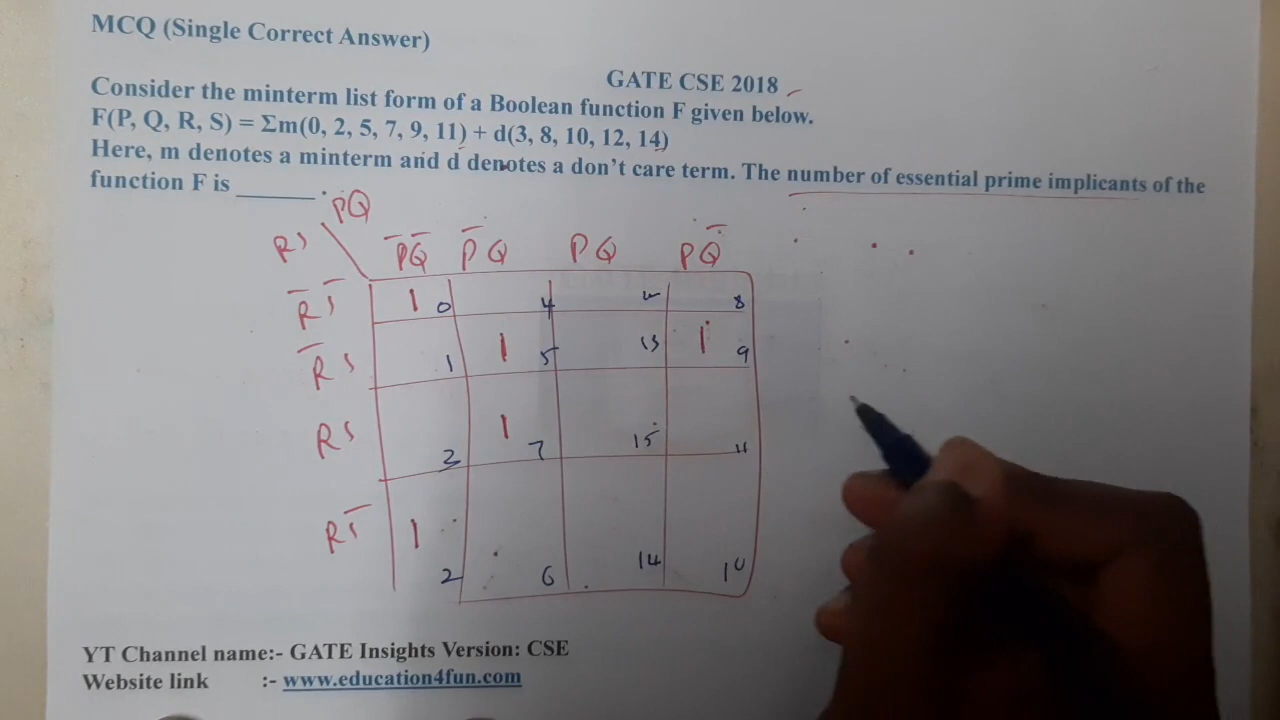 MCQ (Single Correct Answer)
GATE CSE 2018
Consider the minterm list form of a Boolean function F given below.
F(P, Q, R, S) = Σm(0, 2, 5, 7, 9, 11) + d(3, 8, 10, 12, 14)
Here, m denotes a minterm and d denotes a don't care term. The number of essential prime implicants of the
function F is ______ .
PQ
RS
P̅Q̅ P̅Q PQ PQ̅
R̅S̅ 1 0 4 8
R̅S 1 1 5 13 1 9
RS 3 1 7 15 11
RS̅ 1 2 6 14 10
YT Channel name:- GATE Insights Version: CSE
Website link :- www.education4fun.com